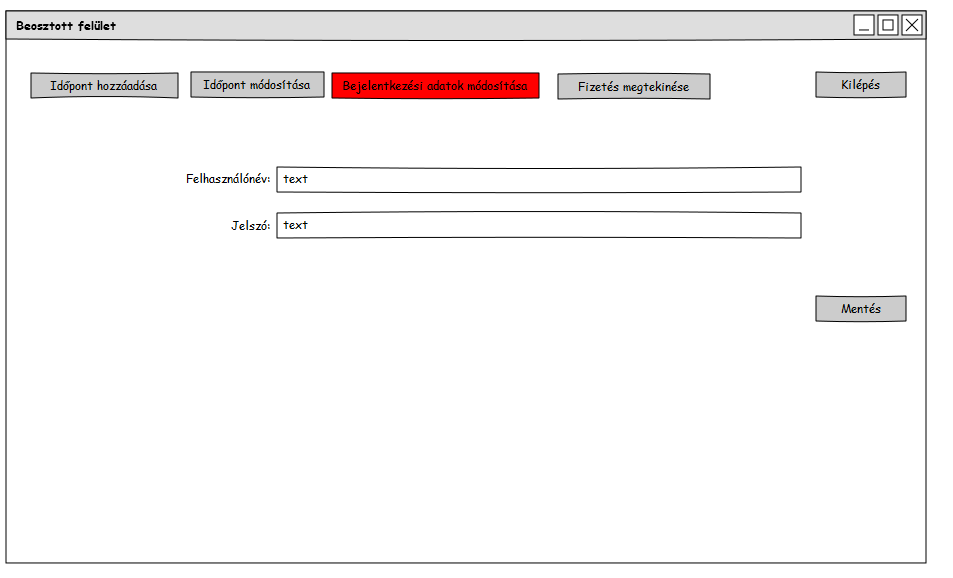 Beosztott felület
Időpont hozzáadása
Időpont módosítása
Bejelentkezési adatok módosítása
Fizetés megtekinése
Kilépés
Felhasználónév: text
Jelszó: text
Mentés